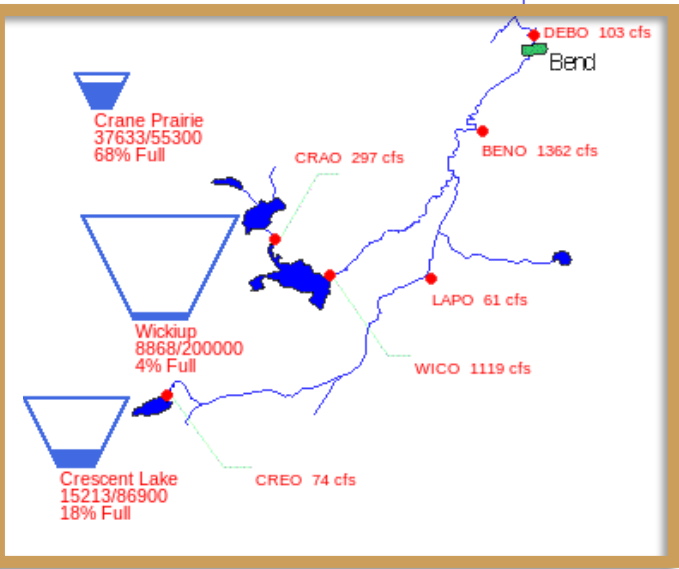 DEBO 103 cfs
Bend
Crane Prairie
37633/55300
68% Full
CRAO 297 cfs
BENO 1362 cfs
LAPO 61 cfs
Wickiup
8868/200000
4% Full
WICO 1119 cfs
Crescent Lake
15213/86900
18% Full
CREO 74 cfs